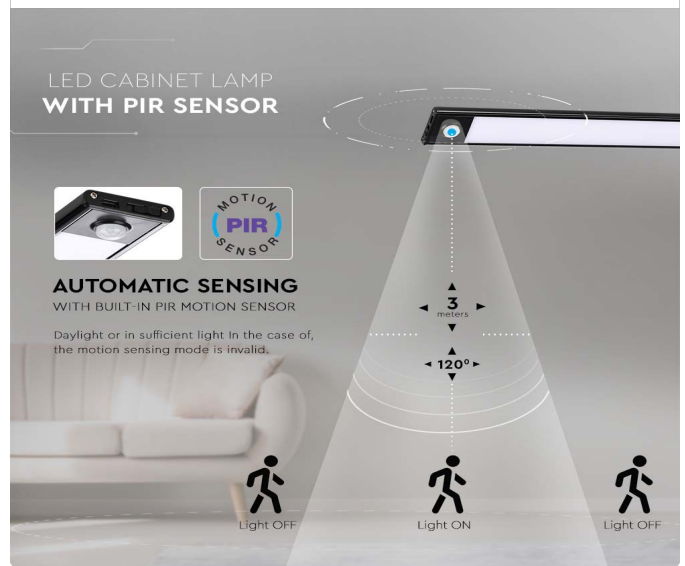 LED CABINET LAMP
WITH PIR SENSOR
MOTION
PIR
SENSOR
AUTOMATIC SENSING
WITH BUILT-IN PIR MOTION SENSOR
Daylight or in sufficient light In the case of,
the motion sensing mode is invalid.
3
meters
120⁰
Light OFF
Light ON
Light OFF